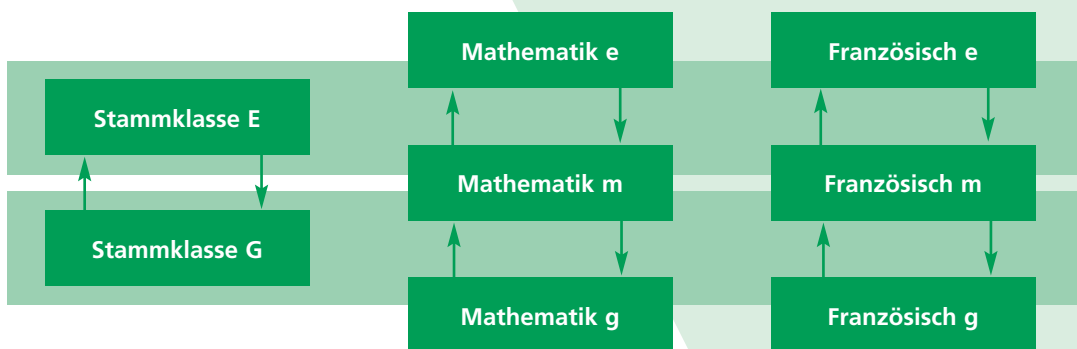 Stammklasse E
Stammklasse G
Mathematik e
Mathematik m
Mathematik g
Französisch e
Französisch m
Französisch g